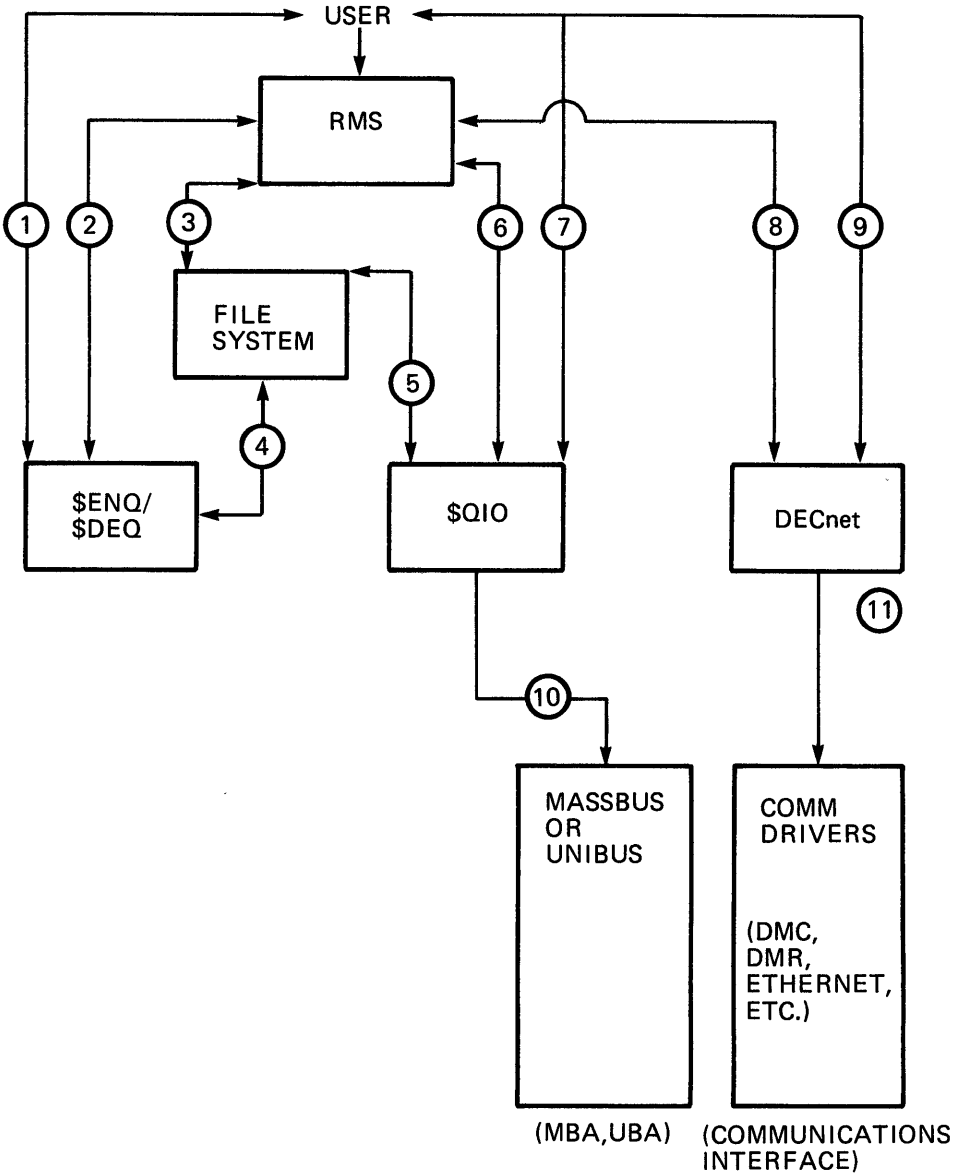 USER
RMS
1
2
3
6
7
8
9
FILE
SYSTEM
5
4
$ENQ/
$DEQ
$QIO
DECnet
11
10
MASSBUS
OR
UNIBUS
COMM
DRIVERS
(DMC,
DMR,
ETHERNET,
ETC.)
(MBA,UBA)
(COMMUNICATIONS
INTERFACE)